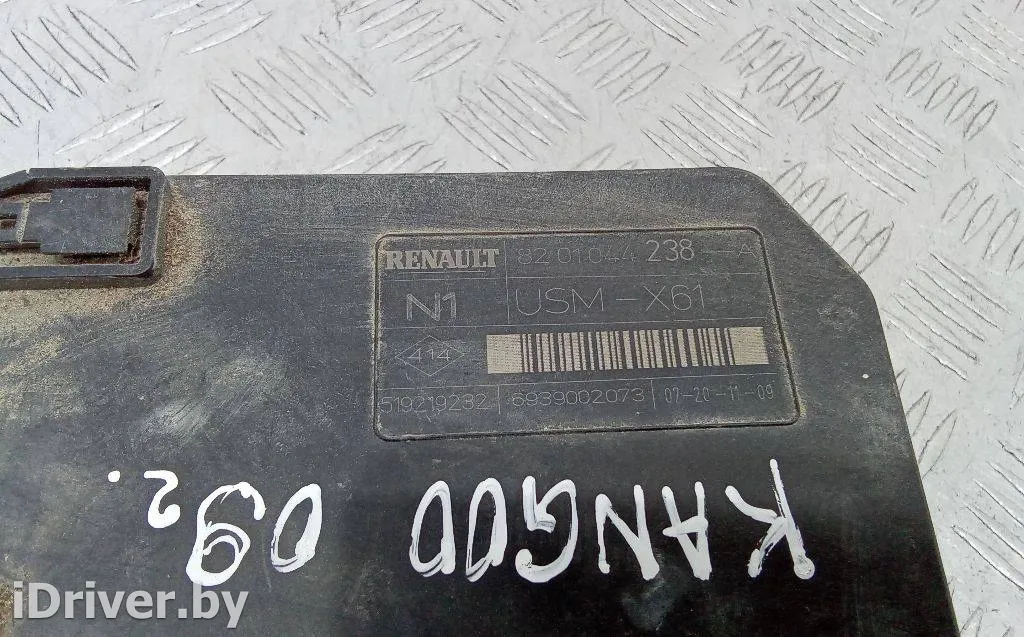 RENAULT 8201044238--A
N1 USM-X61
414
519219232 6939002073 07-20-11-09
KANGOO 09г.
iDriver.by